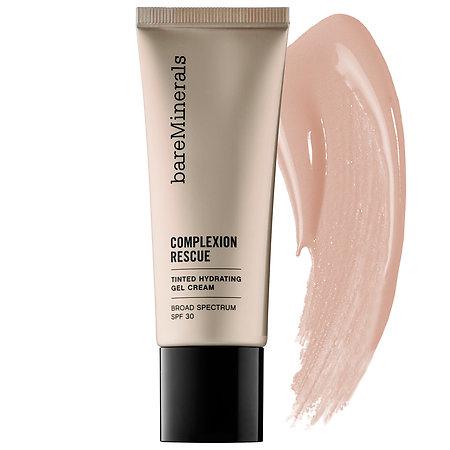 bareMinerals
COMPLEXION
RESCUE
TINTED HYDRATING
GEL CREAM
BROAD SPECTRUM
SPF 30